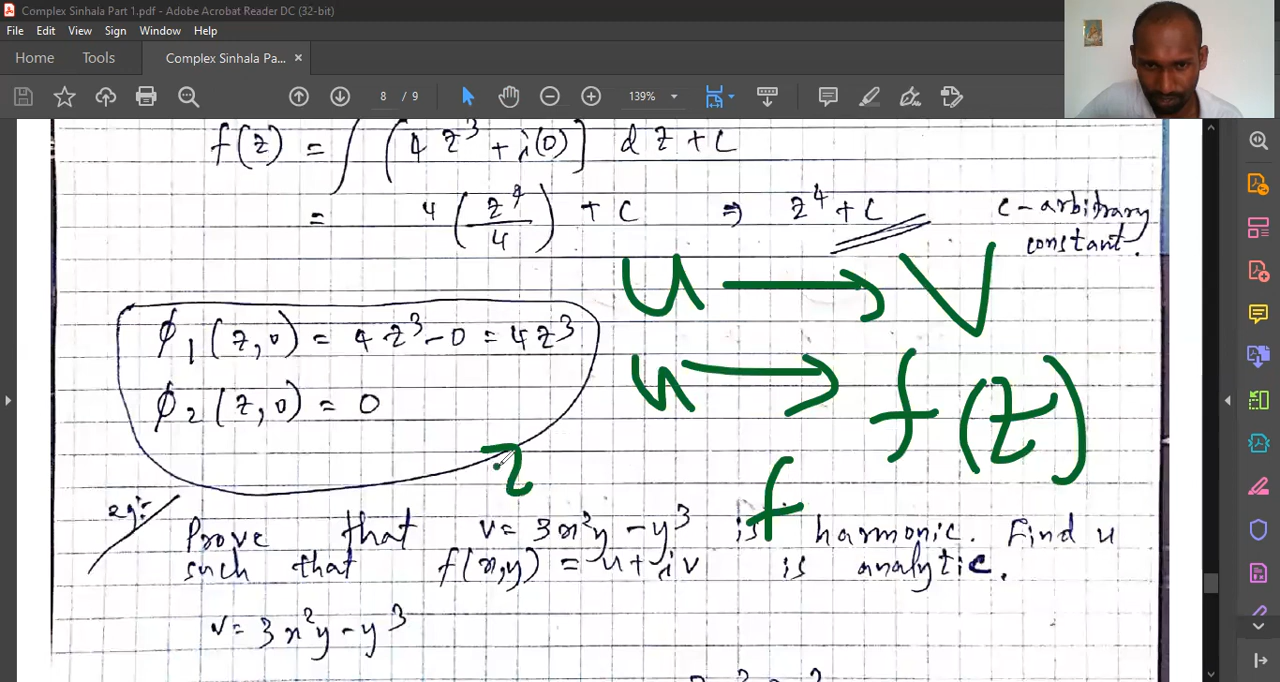 Complex Sinhala Part 1.pdf - Adobe Acrobat Reader DC (32-bit)
File Edit View Sign Window Help
Home Tools Complex Sinhala Pa... ×
8 / 9 139%
f(z) = ∫ (4z³ + i(0)] dz + c
= 4 (z⁴/4) + c ⇒ z⁴ + c c - arbitrary
constant.
u → v
ϕ₁(z,0) = 4z³ - 0 = 4z³
u → f(z)
ϕ₂(z,0) = 0
f
eg:-
Prove that v = 3x²y - y³ is harmonic. Find u
such that f(x,y) = u + iv is analytic.
v = 3x²y - y³